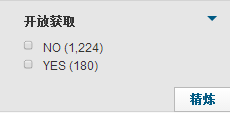 开放获取
NO (1,224)
YES (180)
精炼